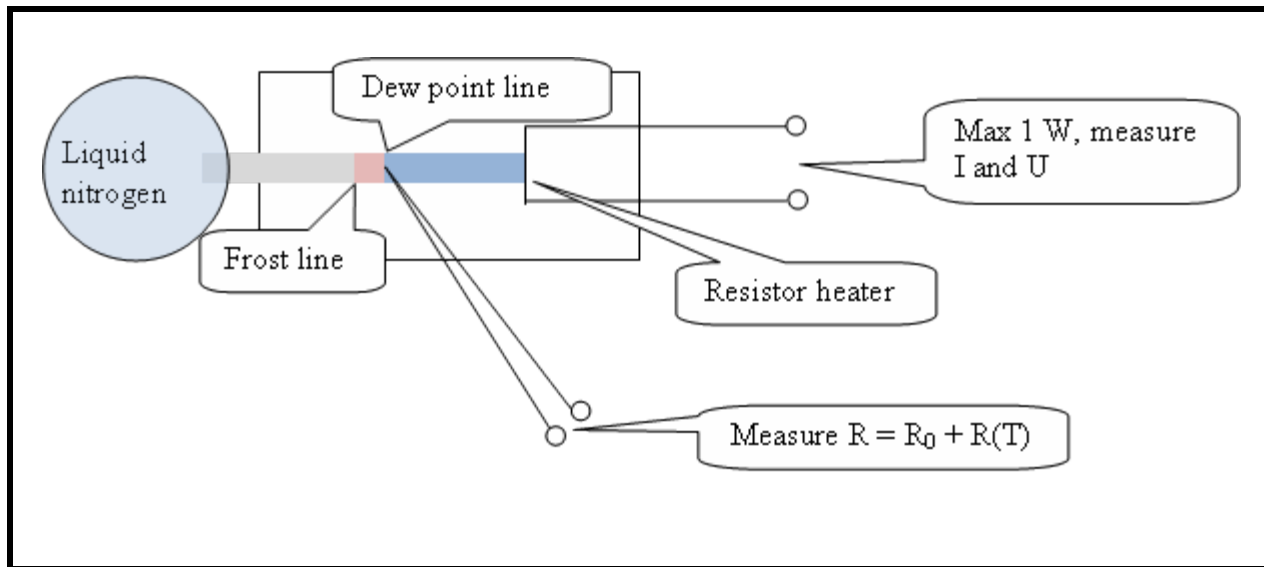 Dew point line
Liquid
nitrogen
Max 1 W, measure
I and U
Frost line
Resistor heater
Measure R = R₀ + R(T)